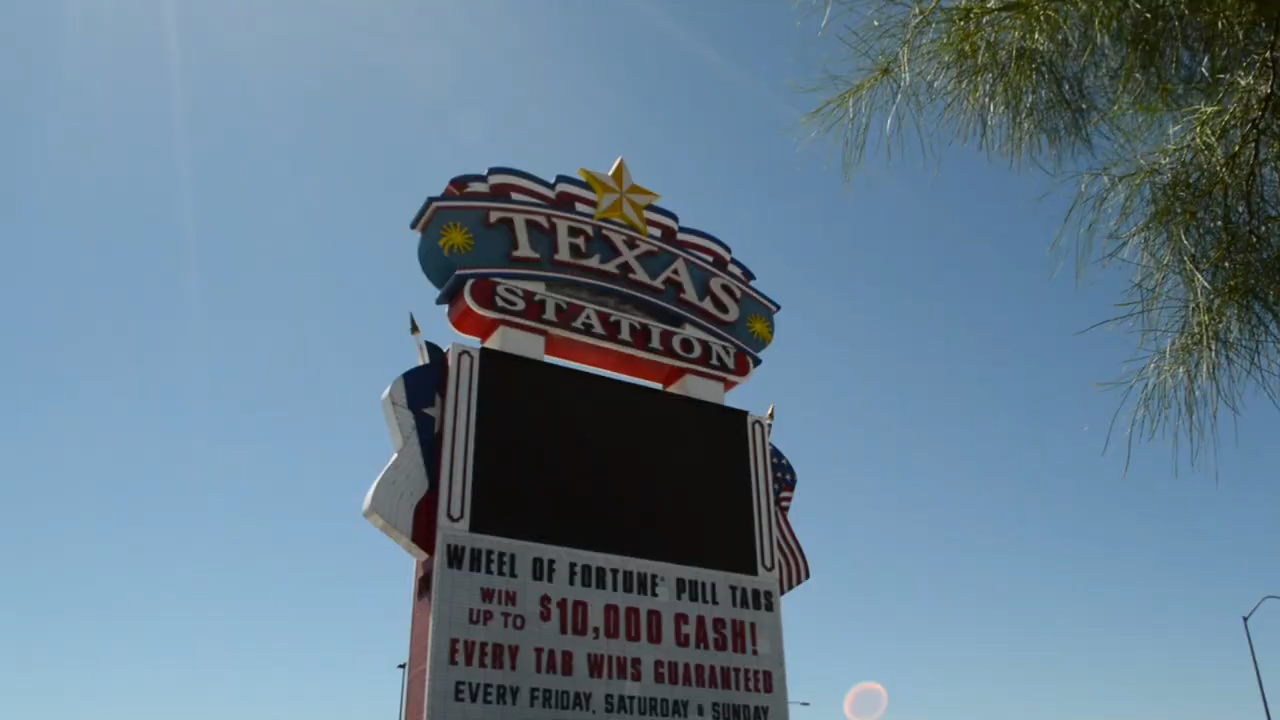 TEXAS
STATION
WHEEL OF FORTUNE® PULL TABS
WIN
UP TO $10,000 CASH!
EVERY TAB WINS GUARANTEED
EVERY FRIDAY, SATURDAY & SUNDAY